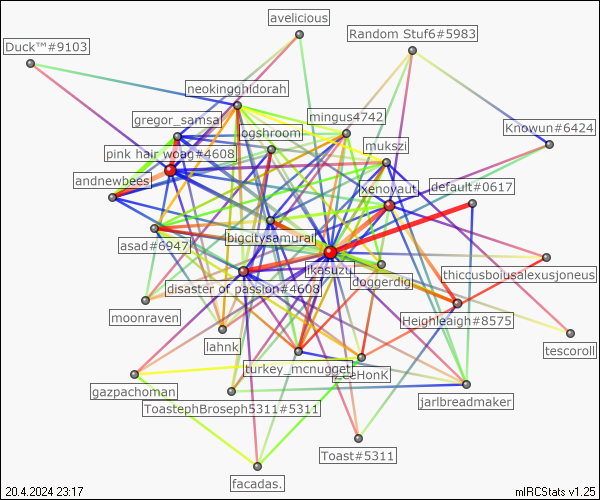 avelicious
Random Stuf6#5983
Duck™#9103
neokingghidorah
gregor_samsa
mingus4742
ogshroom
Knowun#6424
mukszi
pink hair woag#4608
andnewbees
xenoyaut
default#0617
asad#6947
bigcitysamurai
ikasuzu
doggerdig
thiccusboiusalexusjoneus
disaster of passion#4608
moonraven
Heighleaigh#8575
lahnk
tescoroll
turkey_mcnugget
gazpachoman
ToastephBroseph5311#5311
jarlbreadmaker
Toast#5311
facadas.
20.4.2024 23:17
mIRCStats v1.25